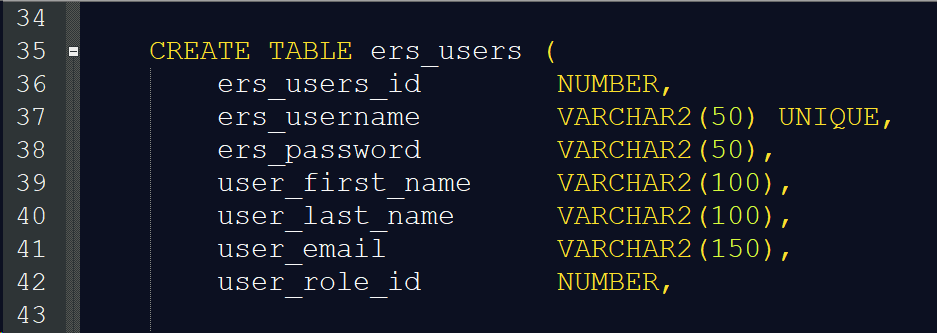 34
35 CREATE TABLE ers_users (
36 ers_users_id NUMBER,
37 ers_username VARCHAR2(50) UNIQUE,
38 ers_password VARCHAR2(50),
39 user_first_name VARCHAR2(100),
40 user_last_name VARCHAR2(100),
41 user_email VARCHAR2(150),
42 user_role_id NUMBER,
43